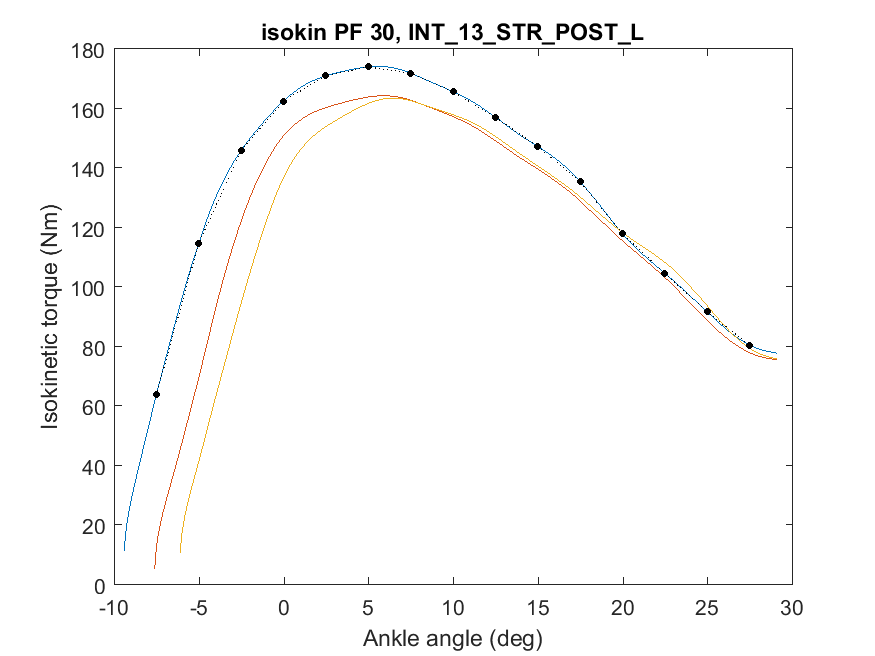 isokin PF 30, INT_13_STR_POST_L
180
160
140
120
100
80
60
40
20
0
Isokinetic torque (Nm)
-10 -5 0 5 10 15 20 25 30
Ankle angle (deg)